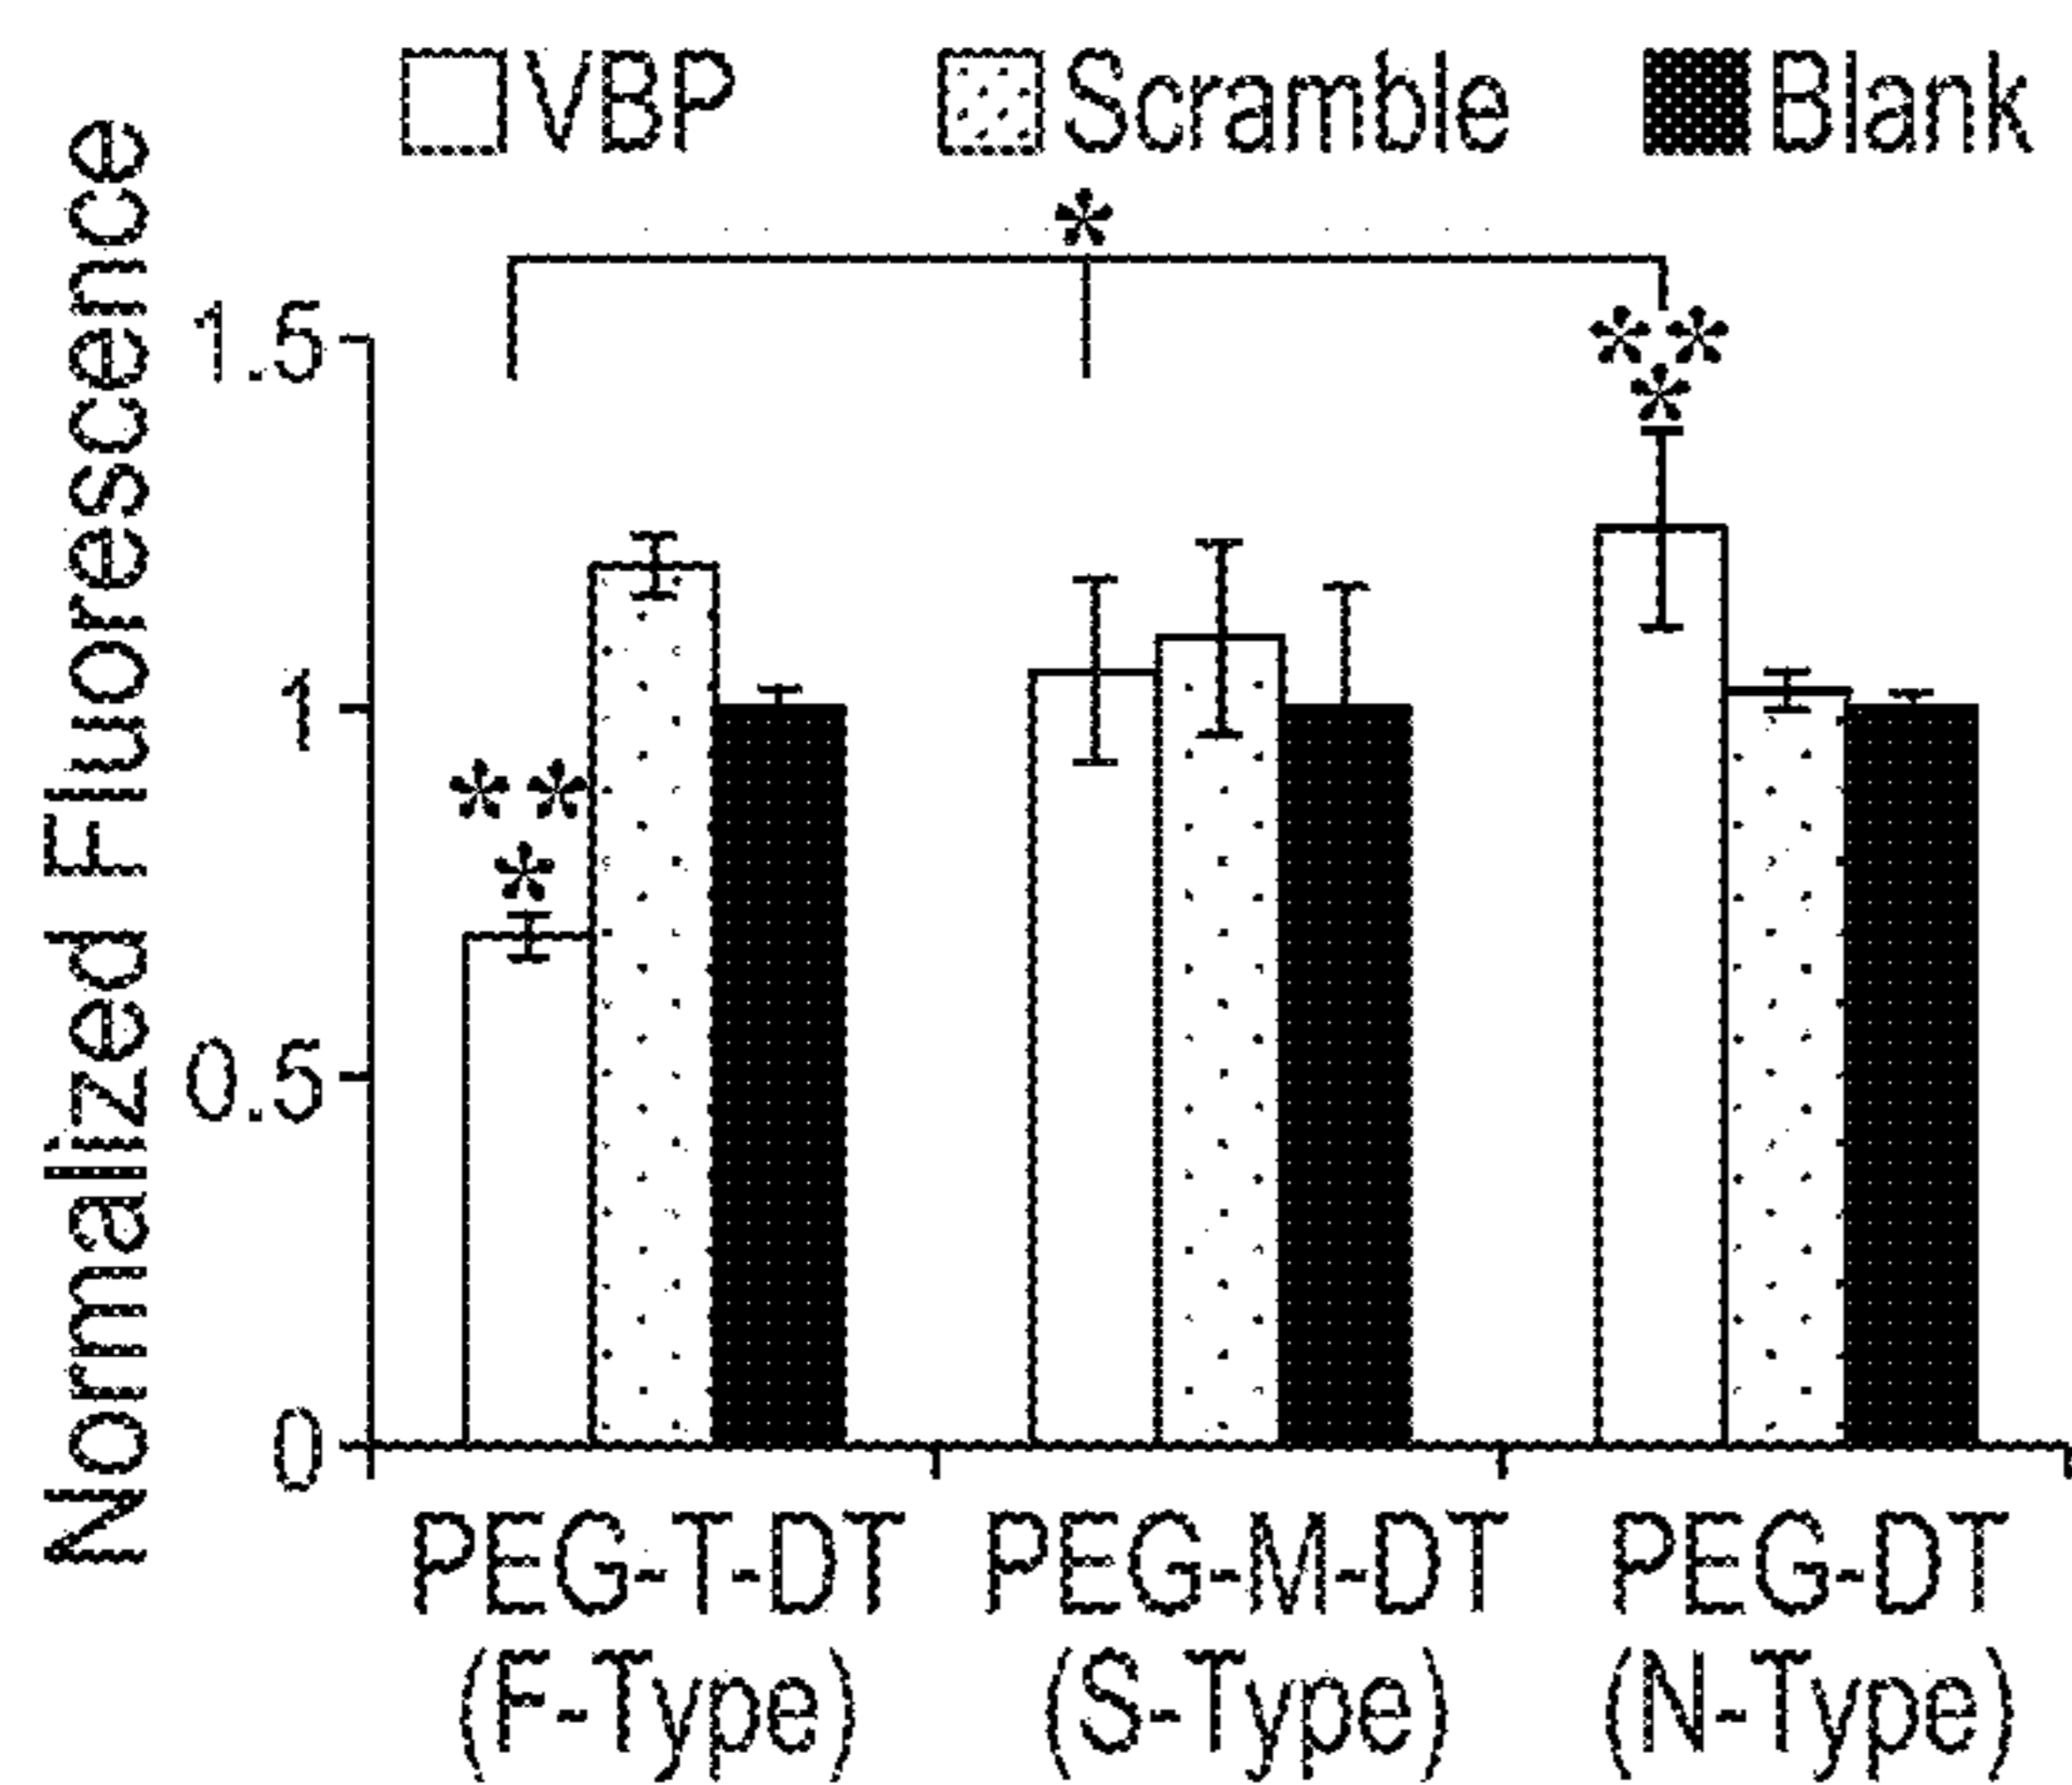 VBP Scramble Blank
*
Normalized Fluorescence
1.5
1
0.5
0
**
*
**
*
PEG-T-DT PEG-M-DT PEG-DT
(F-Type) (S-Type) (N-Type)